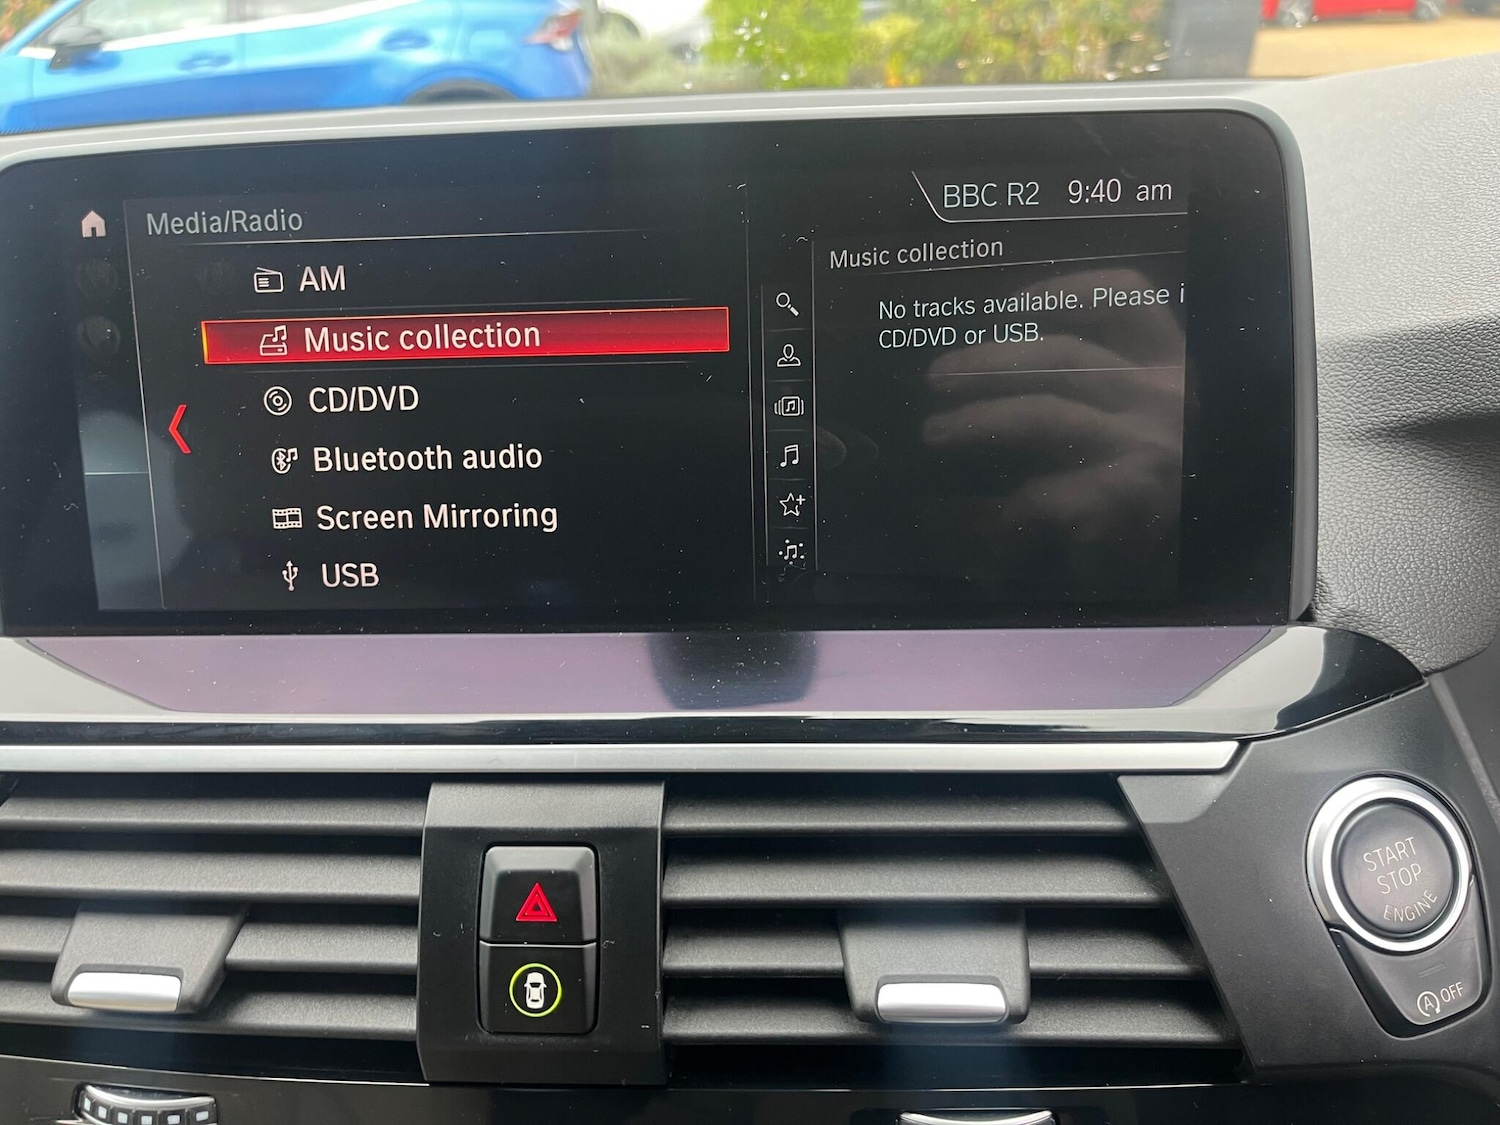 BBC R2 9:40 am
Media/Radio
AM
Music collection
CD/DVD
Bluetooth audio
Screen Mirroring
USB
Music collection
No tracks available. Please i
CD/DVD or USB.
START
STOP
ENGINE
A OFF